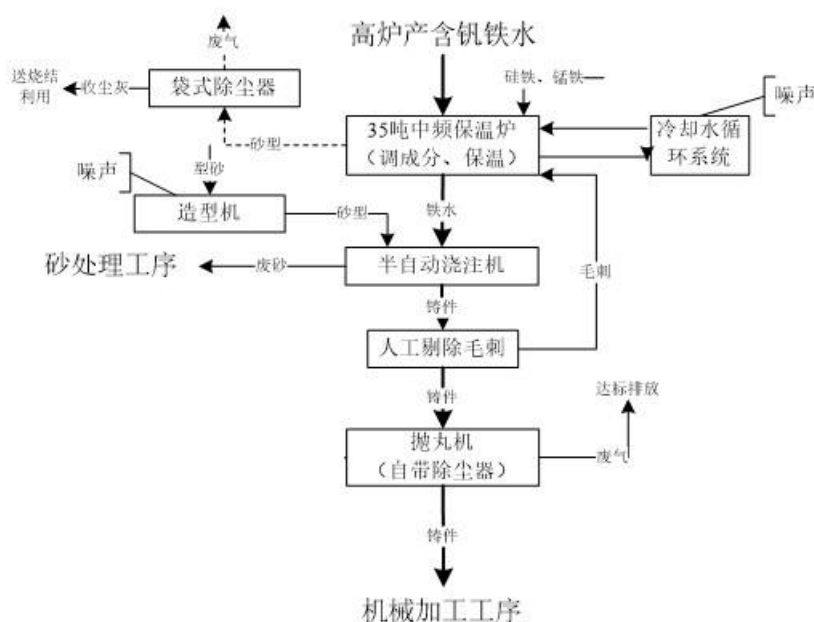 高炉产含钒铁水
废气
送烧结
利用
收尘灰
袋式除尘器
硅铁、锰铁
噪声
35吨中频保温炉
（调成分、保温）
冷却水循
环系统
砂型
型砂
噪声
造型机
砂型
铁水
砂处理工序
废砂
半自动浇注机
毛刺
铸件
人工剔除毛刺
铸件
达标排放
抛丸机
（自带除尘器）
废气
铸件
机械加工工序